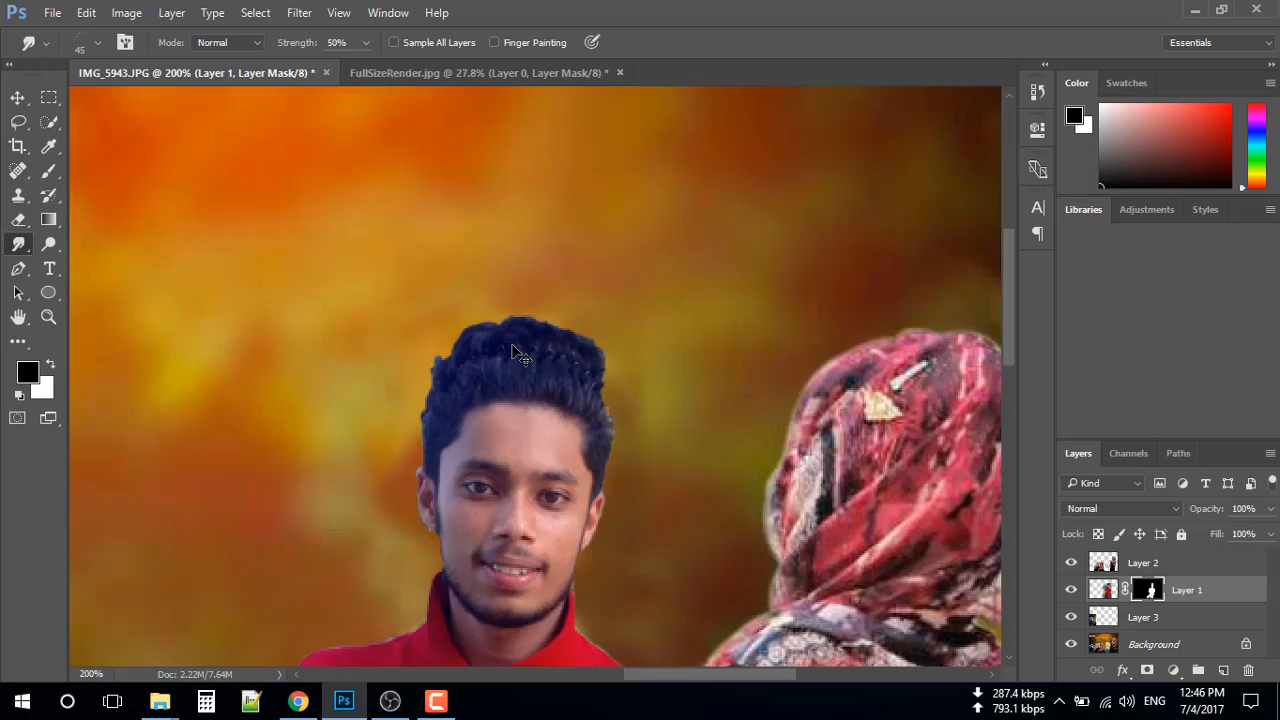 Ps File Edit Image Layer Type Select Filter 3D View Window Help
45 Mode: Normal Strength: 50% Sample All Layers Finger Painting Essentials
IMG_5943.JPG @ 200% (Layer 1, Layer Mask/8) * × FullSizeRender.jpg @ 27.8% (Layer 0, Layer Mask/8) * ×
Color Swatches
Libraries Adjustments Styles
Layers Channels Paths
Kind
Normal Opacity: 100%
Lock: Fill: 100%
Layer 2
Layer 1
Layer 3
Background
200% Doc: 2.22M/7.64M
287.4 kbps
793.1 kbps
ENG
12:46 PM
7/4/2017